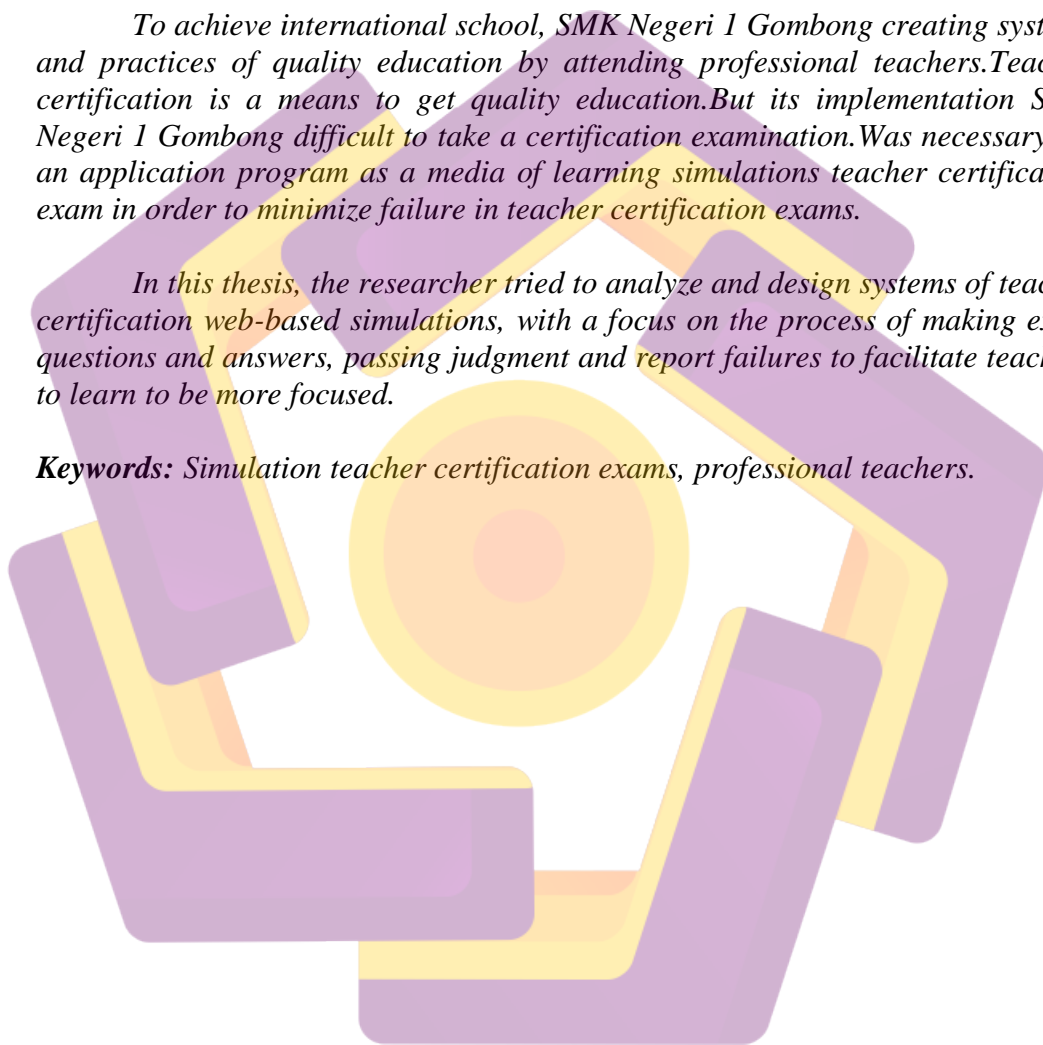 To achieve international school, SMK Negeri 1 Gombong creating syst
and practices of quality education by attending professional teachers.Teac
certification is a means to get quality education.But its implementation S
Negeri 1 Gombong difficult to take a certification examination.Was necessary
an application program as a media of learning simulations teacher certifica
exam in order to minimize failure in teacher certification exams.
In this thesis, the researcher tried to analyze and design systems of teac
certification web-based simulations, with a focus on the process of making e
questions and answers, passing judgment and report failures to facilitate teach
to learn to be more focused.
Keywords: Simulation teacher certification exams, professional teachers.